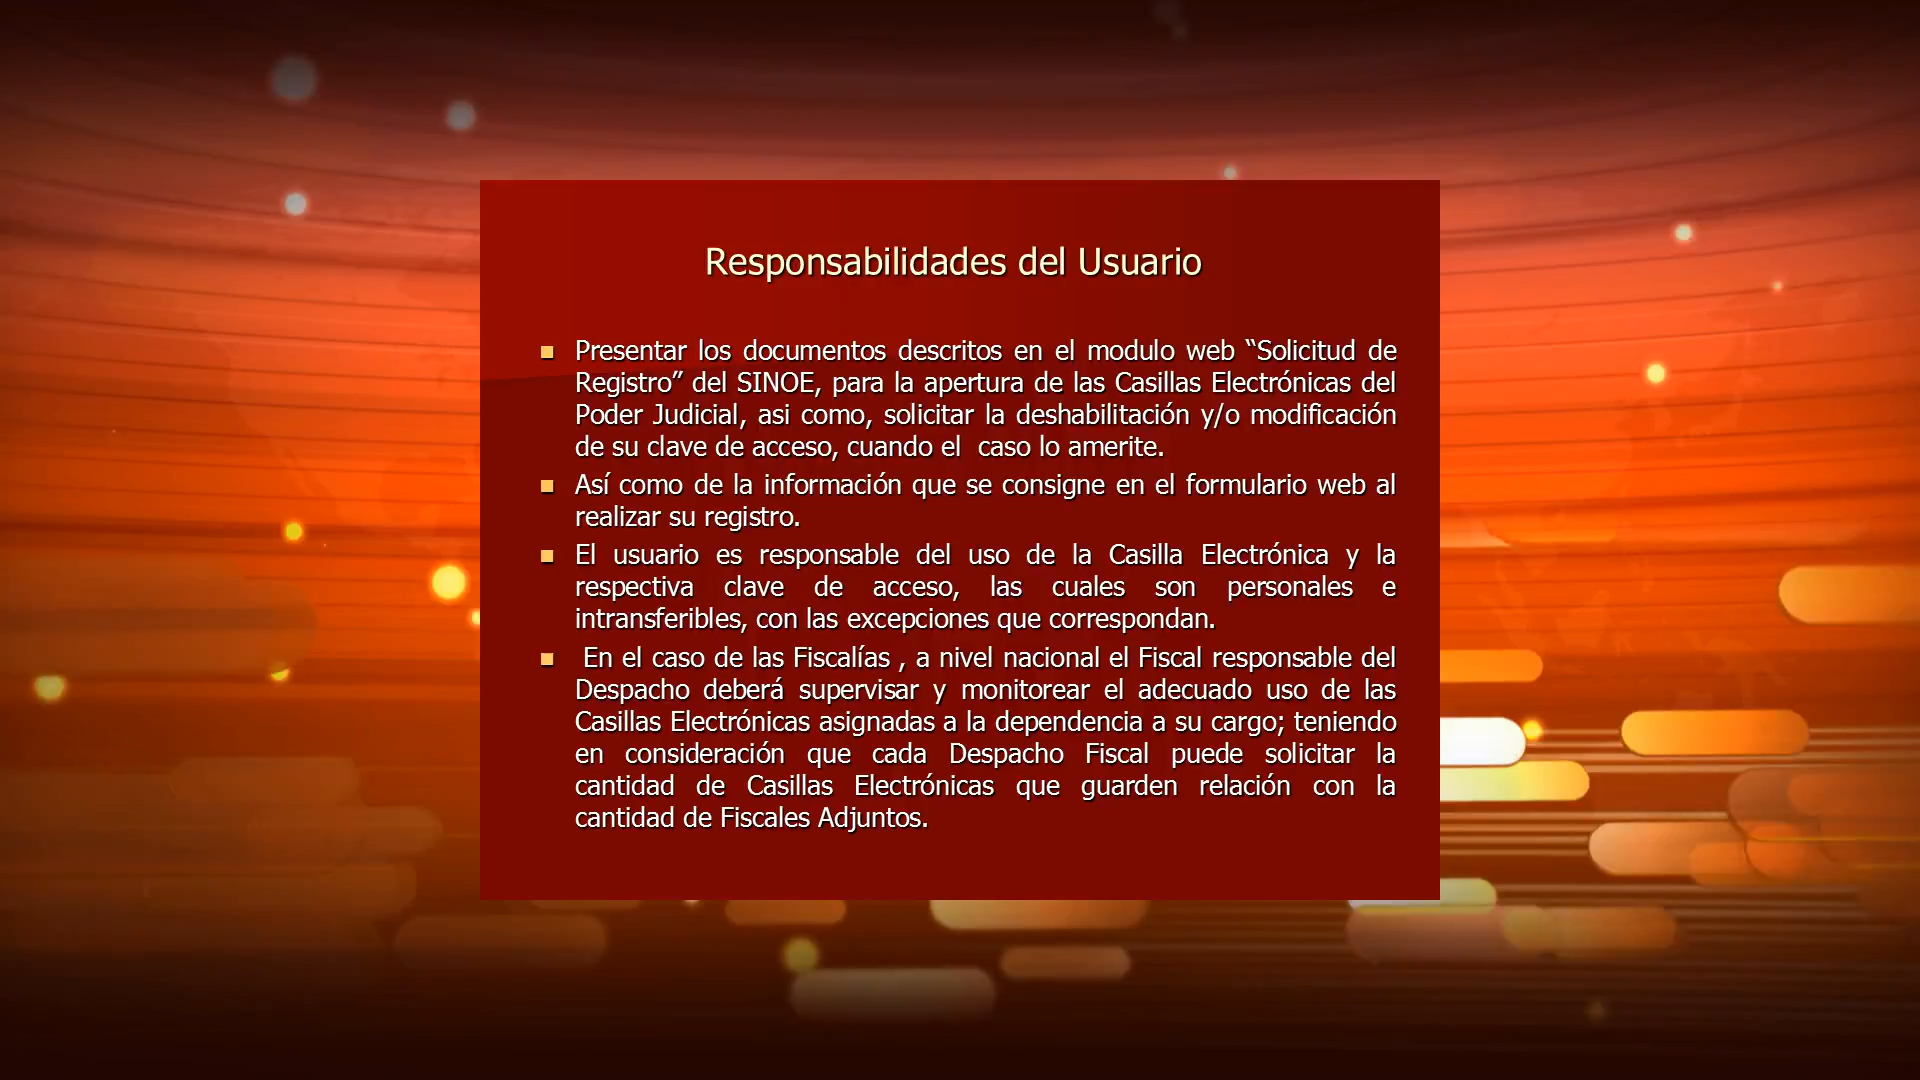 Responsabilidades del Usuario
Presentar los documentos descritos en el modulo web “Solicitud de
Registro” del SINOE, para la apertura de las Casillas Electrónicas del
Poder Judicial, asi como, solicitar la deshabilitación y/o modificación
de su clave de acceso, cuando el  caso lo amerite.
Así como de la información que se consigne en el formulario web al
realizar su registro.
El usuario es responsable del uso de la Casilla Electrónica y la
respectiva clave de acceso, las cuales son personales e
intransferibles, con las excepciones que correspondan.
En el caso de las Fiscalías , a nivel nacional el Fiscal responsable del
Despacho deberá supervisar y monitorear el adecuado uso de las
Casillas Electrónicas asignadas a la dependencia a su cargo; teniendo
en consideración que cada Despacho Fiscal puede solicitar la
cantidad de Casillas Electrónicas que guarden relación con la
cantidad de Fiscales Adjuntos.